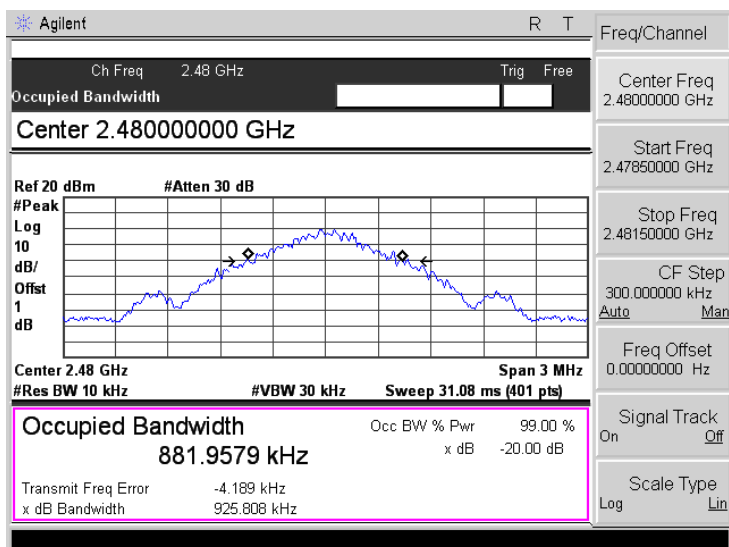 Agilent R T
Freq/Channel
Ch Freq 2.48 GHz Trig Free
Occupied Bandwidth
Center 2.480000000 GHz
Ref 20 dBm #Atten 30 dB
#Peak
Log
10
dB/
Offst
1
dB
Center 2.48 GHz Span 3 MHz
#Res BW 10 kHz #VBW 30 kHz Sweep 31.08 ms (401 pts)
Occupied Bandwidth
881.9579 kHz
Occ BW % Pwr 99.00 %
x dB -20.00 dB
Transmit Freq Error -4.189 kHz
x dB Bandwidth 925.808 kHz
Center Freq
2.48000000 GHz
Start Freq
2.47850000 GHz
Stop Freq
2.48150000 GHz
CF Step
300.000000 kHz
Auto Man
Freq Offset
0.00000000 Hz
Signal Track
On Off
Scale Type
Log Lin